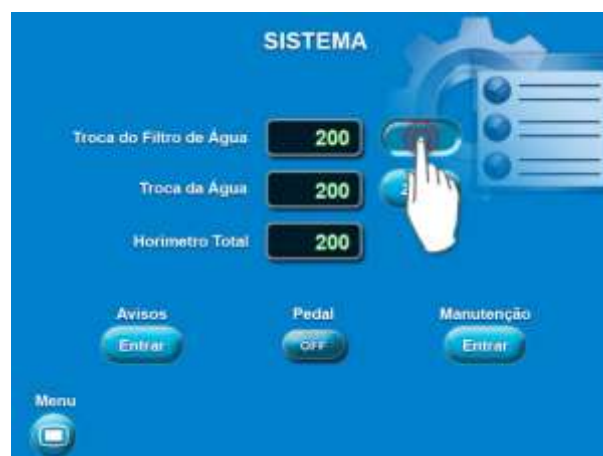 SISTEMA
Troca do Filtro de Água 200
Troca da Água 200
Horimetro Total 200
Avisos Pedal Manutenção
Entrar OFF Entrar
Menu